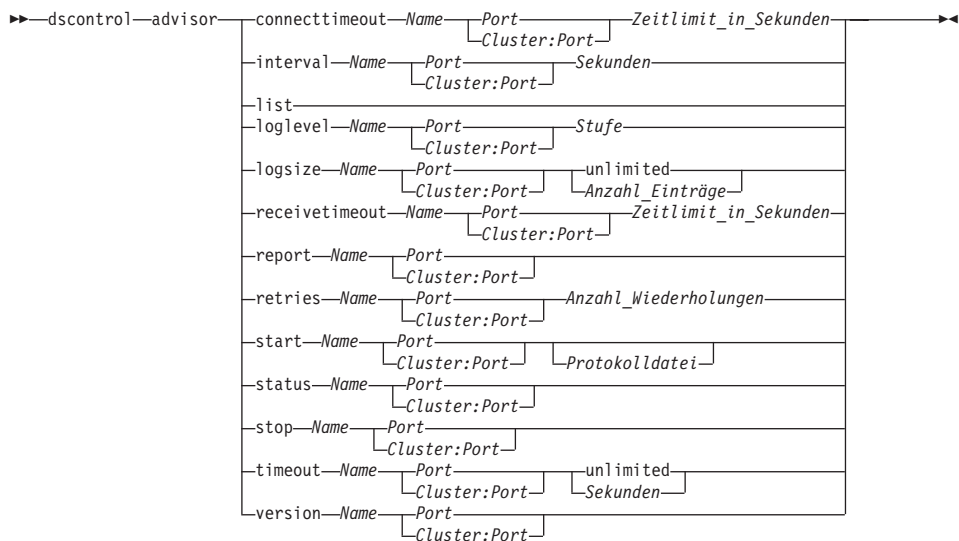 dscontrol advisor connecttimeout Name Port Zeitlimit_in_Sekunden
Cluster:Port
interval Name Port Sekunden
Cluster:Port
list
loglevel Name Port Stufe
Cluster:Port
logsize Name Port unlimited
Cluster:Port Anzahl_Einträge
receivetimeout Name Port Zeitlimit_in_Sekunden
Cluster:Port
report Name Port
Cluster:Port
retries Name Port Anzahl_Wiederholungen
Cluster:Port
start Name Port
Cluster:Port Protokolldatei
status Name Port
Cluster:Port
stop Name Port
Cluster:Port
timeout Name Port unlimited
Cluster:Port Sekunden
version Name Port
Cluster:Port